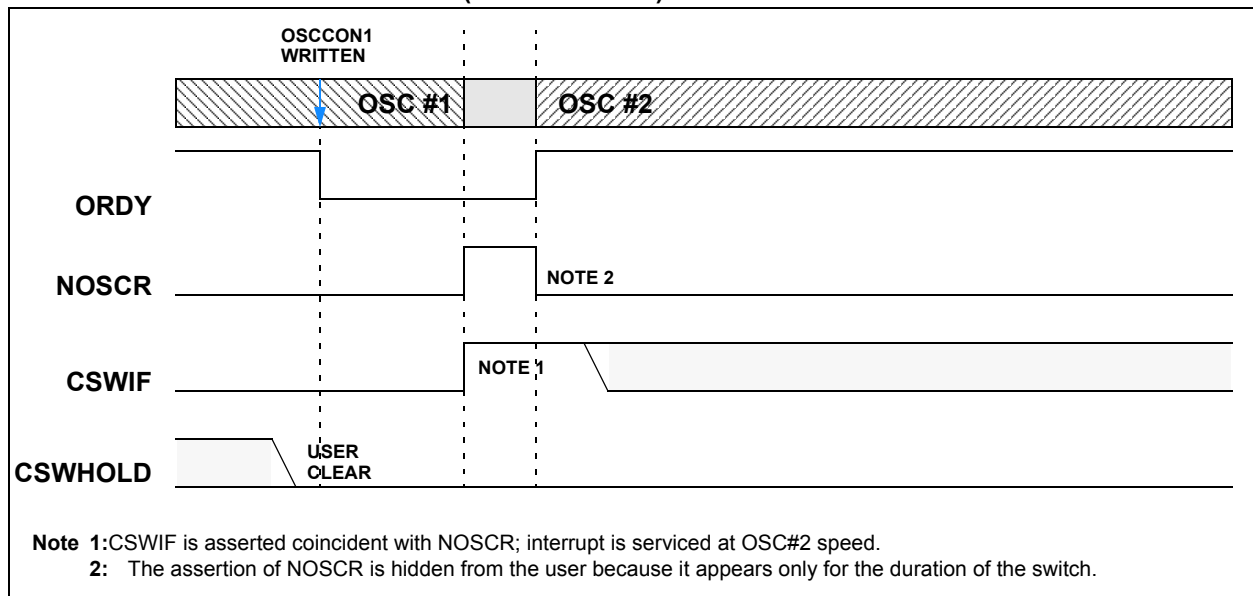 OSCCON1
WRITTEN
OSC #1
OSC #2
ORDY
NOSCR
NOTE 2
CSWIF
NOTE 1
CSWHOLD
USER
CLEAR
Note 1:CSWIF is asserted coincident with NOSCR; interrupt is serviced at OSC#2 speed.
2: The assertion of NOSCR is hidden from the user because it appears only for the duration of the switch.